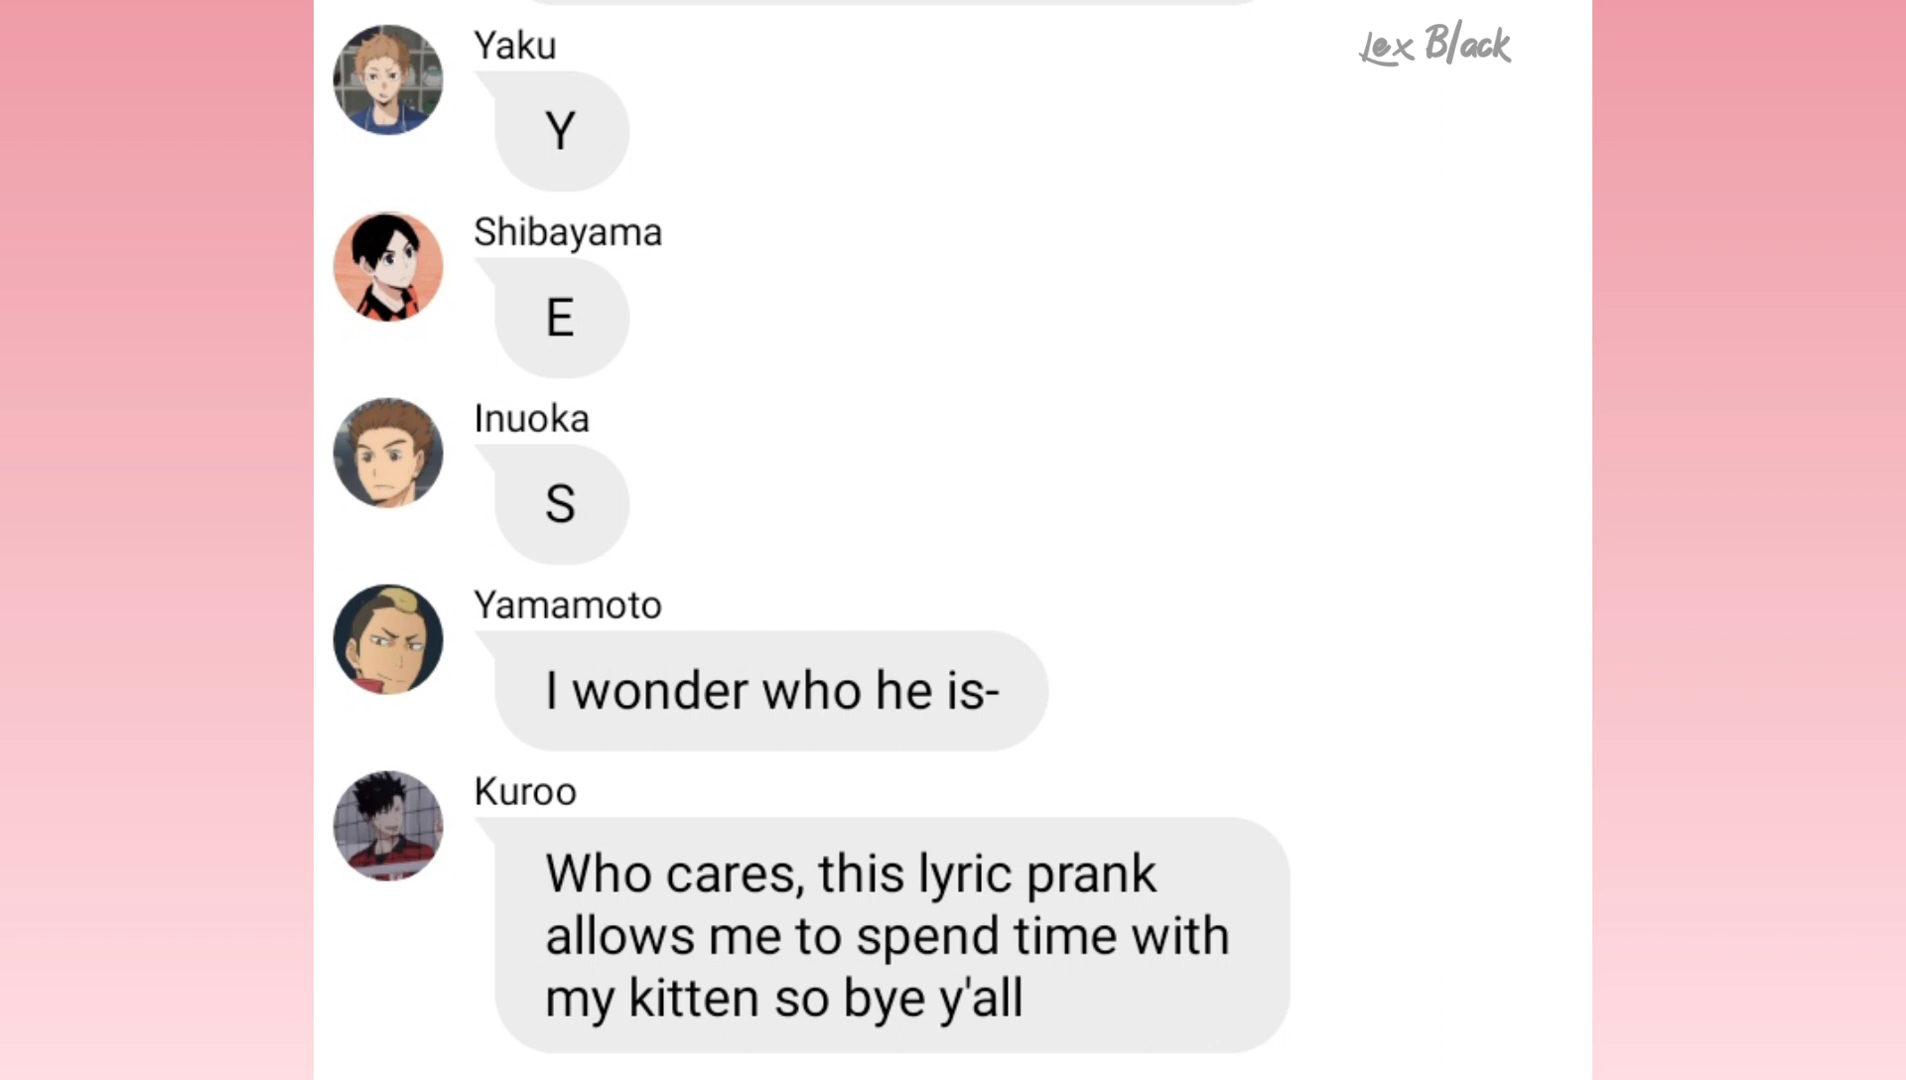 Yaku
Lex Black
Y
Shibayama
E
Inuoka
S
Yamamoto
I wonder who he is-
Kuroo
Who cares, this lyric prank
allows me to spend time with
my kitten so bye y'all